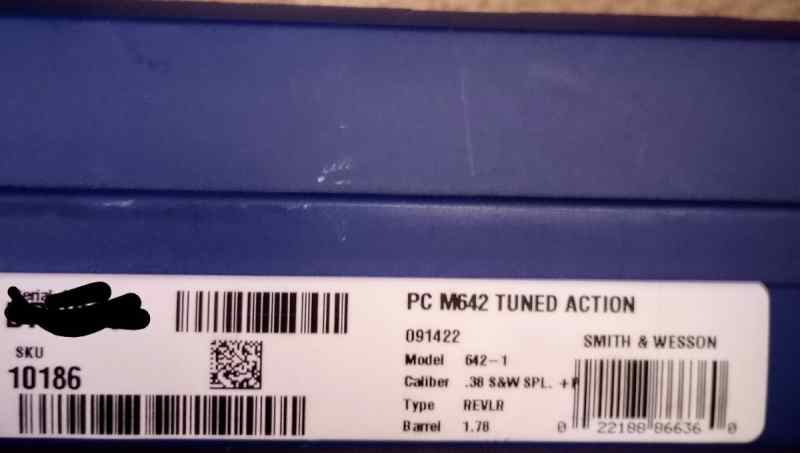 SKU
10186
PC M642 TUNED ACTION
091422
SMITH & WESSON
Model 642-1
Caliber .38 S&W SPL. +P
Type REVLR
Barrel 1.78
0 22188 86636 0